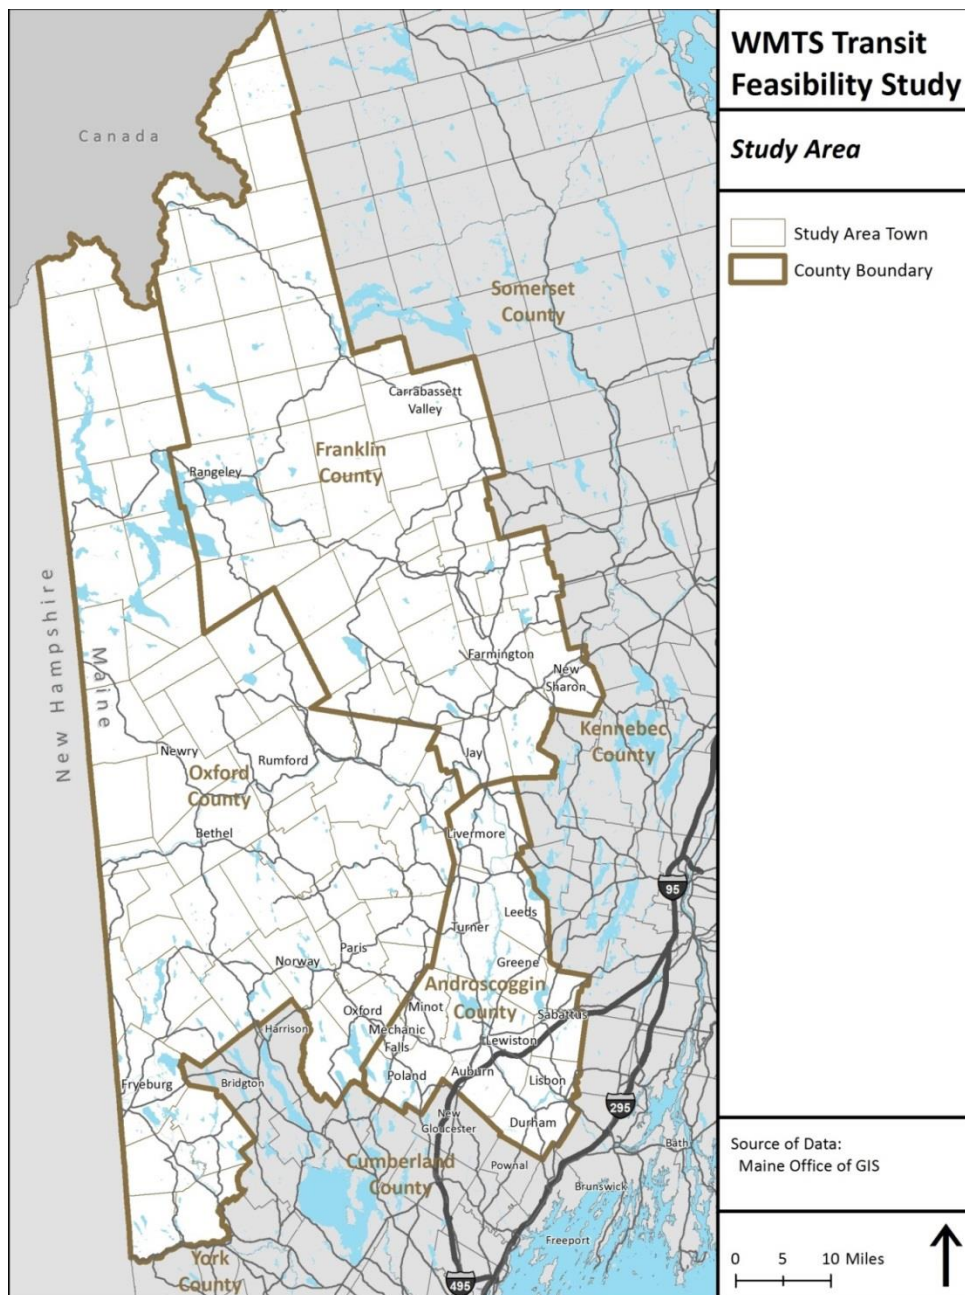 WMTS Transit
Feasibility Study
Study Area
Study Area Town
County Boundary
Canada
Somerset
County
Carrabassett
Valley
Franklin
County
Rangeley
New Hampshire
Maine
Farmington
New
Sharon
Kennebec
County
Jay
Newry
Rumford
Oxford
County
Bethel
Livermore
95
Leeds
Turner
Paris
Norway
Greene
Androscoggin
County
Minot
Oxford
Sabattus
Harrison
Mechanic
Falls
Lewiston
Auburn
Poland
Lisbon
Fryeburg
Bridgton
295
New
Gloucester
Durham
Bath
Pownal
Cumberland
County
Brunswick
Freeport
York
County
495
Source of Data:
Maine Office of GIS
0 5 10 Miles